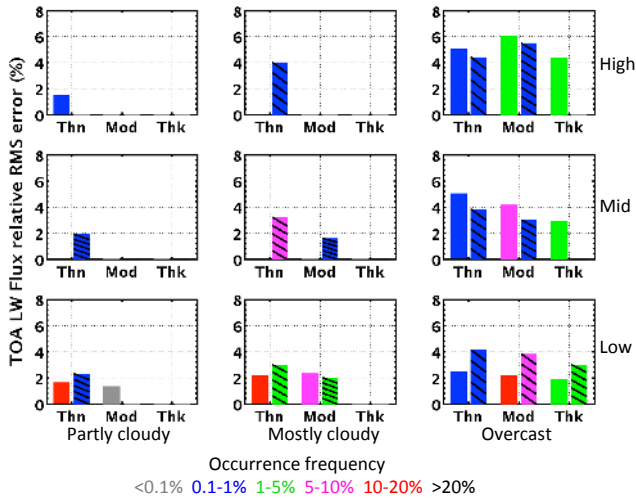 TOA LW Flux relative RMS error (%)
8 8 8
6 6 6
4 4 4
2 2 2
0 0 0
Thn Mod Thk Thn Mod Thk Thn Mod Thk
High
8 8 8
6 6 6
4 4 4
2 2 2
0 0 0
Thn Mod Thk Thn Mod Thk Thn Mod Thk
Mid
8 8 8
6 6 6
4 4 4
2 2 2
0 0 0
Thn Mod Thk Thn Mod Thk Thn Mod Thk
Low
Partly cloudy Mostly cloudy Overcast
Occurrence frequency
<0.1% 0.1-1% 1-5% 5-10% 10-20% >20%